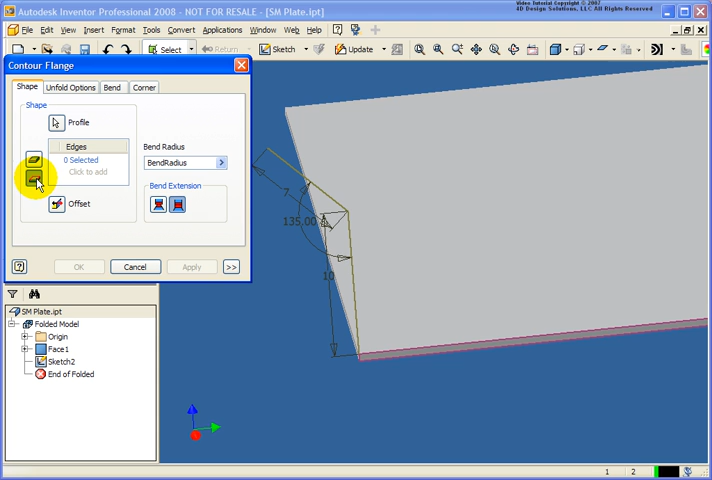 Autodesk Inventor Professional 2008 - NOT FOR RESALE - [SM Plate.ipt]
Video Tutorial Copyright © 2007
4D Design Solutions, LLC All Rights Reserved
File Edit View Insert Format Tools Convert Applications Window Web Help
Select Return Sketch Update
Contour Flange
Shape Unfold Options Bend Corner
Shape
Profile
Edges
0 Selected
Click to add
Offset
Bend Radius
BendRadius
Bend Extension
OK Cancel Apply >>
7
135.00
10
SM Plate.ipt
Folded Model
Origin
Face1
Sketch2
End of Folded
1 2